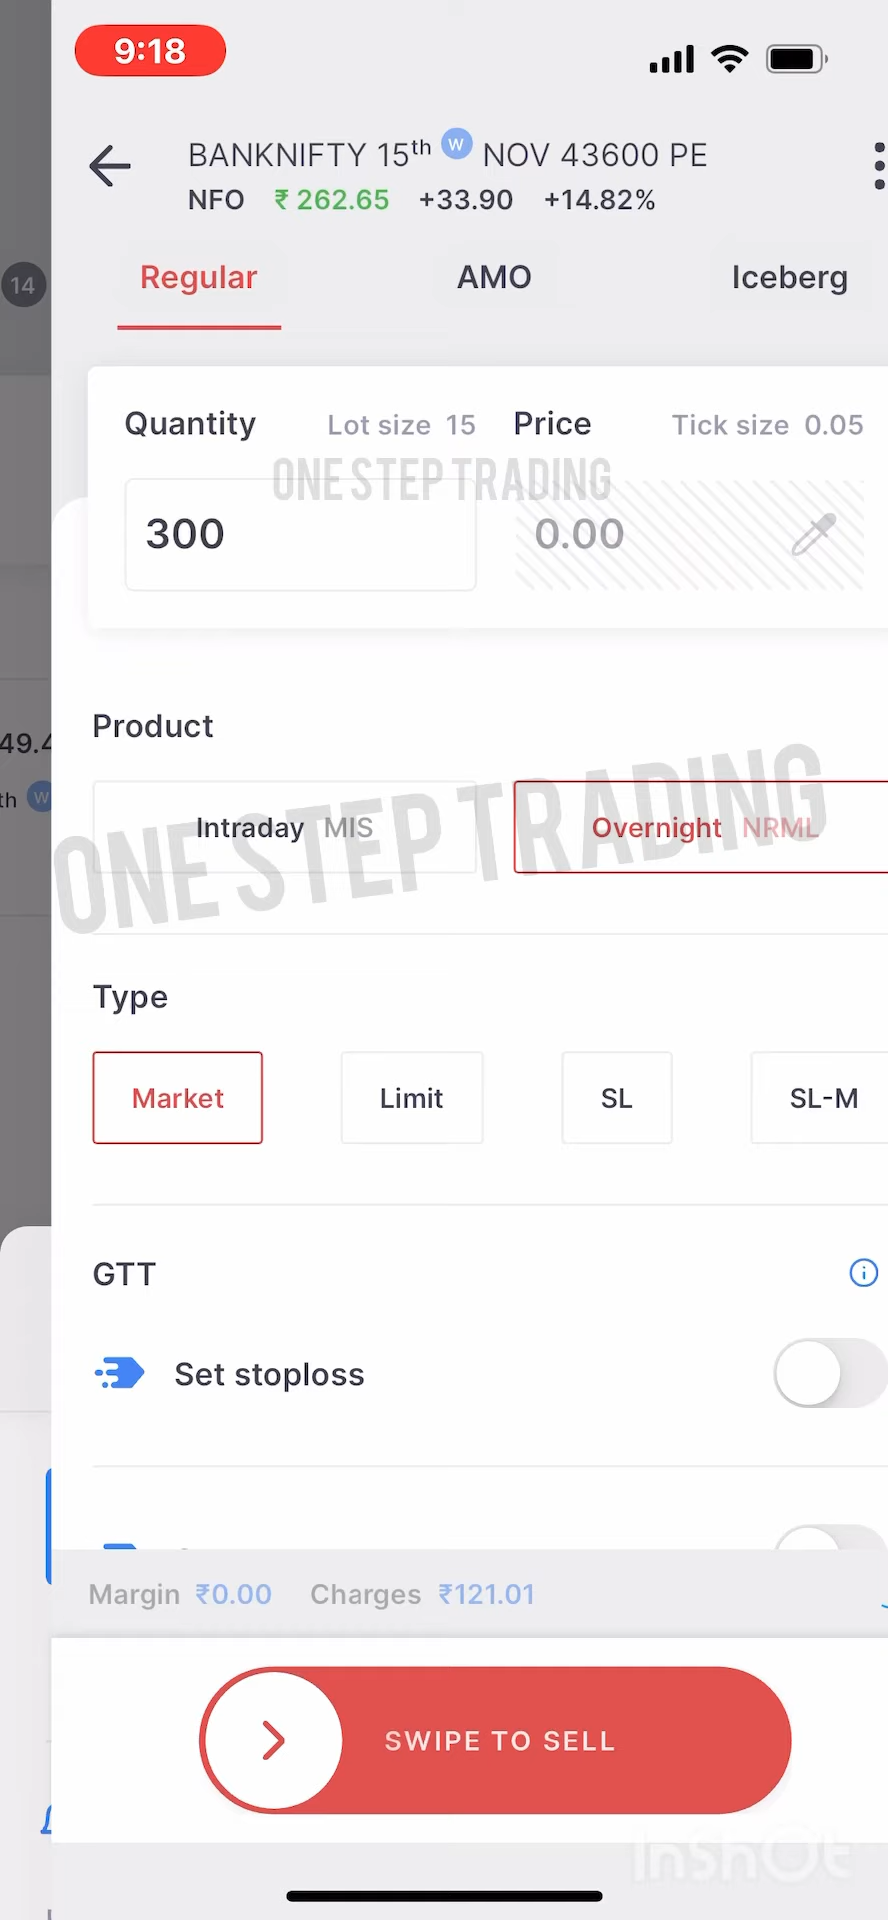 9:18
BANKNIFTY 15th W NOV 43600 PE
NFO ₹ 262.65 +33.90 +14.82%
14
Regular AMO Iceberg
Quantity Lot size 15 Price Tick size 0.05
ONE STEP TRADING
300 0.00
Product
49.4
th W
Intraday MIS Overnight NRML
ONE STEP TRADING
Type
Market Limit SL SL-M
GTT
Set stoploss
Margin ₹0.00 Charges ₹121.01
SWIPE TO SELL
InShOt